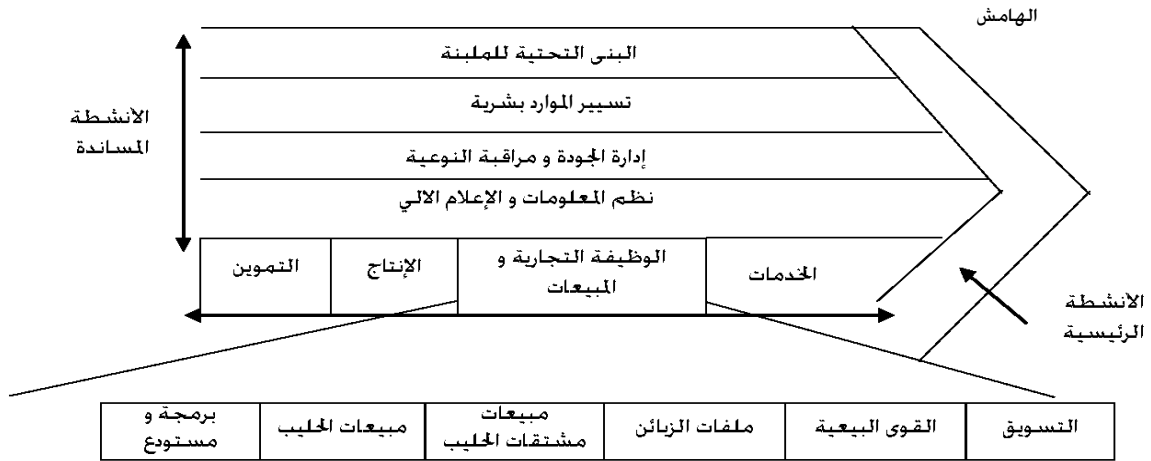 الهامش
البنى التحتية للملبنة
تسيير الموارد بشرية
الأنشطة
المساندة
إدارة الجودة و مراقبة النوعية
نظم المعلومات و الإعلام الالي
الخدمات
الوظيفة التجارية و
المبيعات
الإنتاج
التموين
الأنشطة
الرئيسية
التسويق
القوى البيعية
ملفات الزبائن
مبيعات
مشتقات الحليب
مبيعات الحليب
برمجة و
مستودع